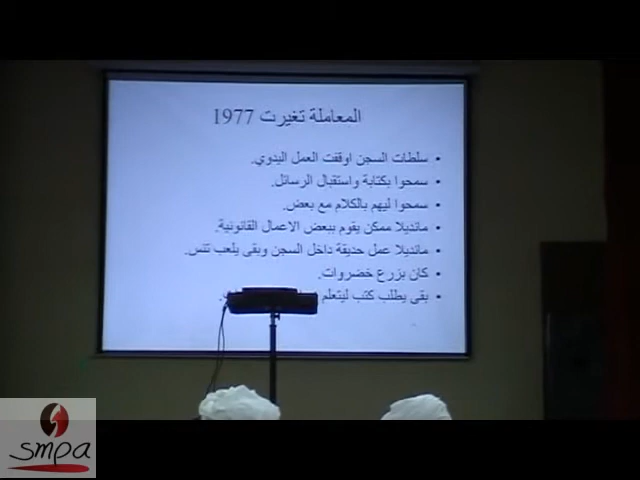 المعاملة تغيرت 1977
• سلطات السجن اوقفت العمل اليدوي.
• سمحوا بكتابة واستقبال الرسائل.
• سمحوا ليهم بالكلام مع بعض.
• مانديلا ممكن يقوم ببعض الاعمال القانونية.
• مانديلا عمل حديقة داخل السجن وبقى يلعب تنس.
• كان بزرع خضروات.
• بقى يطلب كتب ليتعلم
smpa